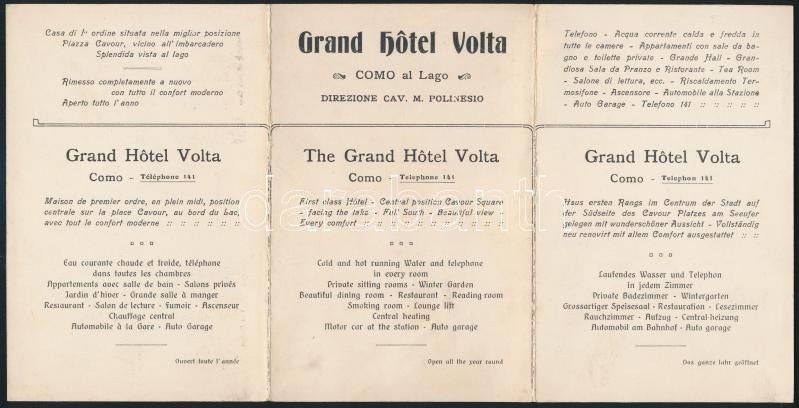 Casa di Iº ordine situata nella miglior posizione
Piazza Cavour, vicino all'imbarcadero
Splendida vista al lago
Rimesso completamente a nuovo
con tutto il confort moderno
Aperto tutto l'anno
Grand Hôtel Volta
COMO al Lago
DIREZIONE CAV. M. POLINESIO
Telefono - Acqua corrente calda e fredda in
tutte le camere - Appartamenti con sale da ba-
gno e toilette private - Grande Hall - Gran-
diosa Sala da Pranzo e Ristorante - Tea Room
- Salone di lettura, ecc. - Riscaldamento Ter-
mosifone - Ascensore - Automobile alla Stazione
- Auto Garage - Telefono 141 :: :: :: :: ::
Grand Hôtel Volta
Como - Téléphone 141
Maison de premier ordre, en plein midi, position
centrale sur la place Cavour, au bord du Lac,
avec tout le confort moderne :: :: :: :: :: ::
Eau courante chaude et froide, téléphone
dans toutes les chambres
Appartements avec salle de bain - Salons privés
Jardin d'hiver - Grande salle à manger
Restaurant - Salon de lecture - Fumoir - Ascenseur
Chauffage central
Automobile à la Gare - Auto Garage
Ouvert toute l'année
The Grand Hôtel Volta
Como - Telephone 141
First class Hôtel - Central position Cavour Square
- facing the lake - Full South - Beautiful view -
Every comfort :: :: :: :: :: :: :: :: ::
Cold and hot running Water and telephone
in every room
Private sitting rooms - Winter Garden
Beautiful dining room - Restaurant - Reading room
Smoking room - Lounge lift
Central heating
Motor car at the station - Auto garage
Open all the year round
Grand Hôtel Volta
Como - Telephon 141
Haus ersten Rangs im Centrum der Stadt auf
der Südseite des Cavour Platzes am Seeufer
gelegen mit wunderschöner Aussicht - Vollständig
neu renovirt mit allem Comfort ausgestattet :: ::
Laufendes Wasser und Telephon
in jedem Zimmer
Private Badezimmer - Wintergarten
Grossartiger Speisesaal - Restauration - Lesezimmer
Rauchzimmer - Aufzug - Central-heizung
Automobil am Bahnhof - Auto garage
Das ganze Iahr geöffnet
darabanth